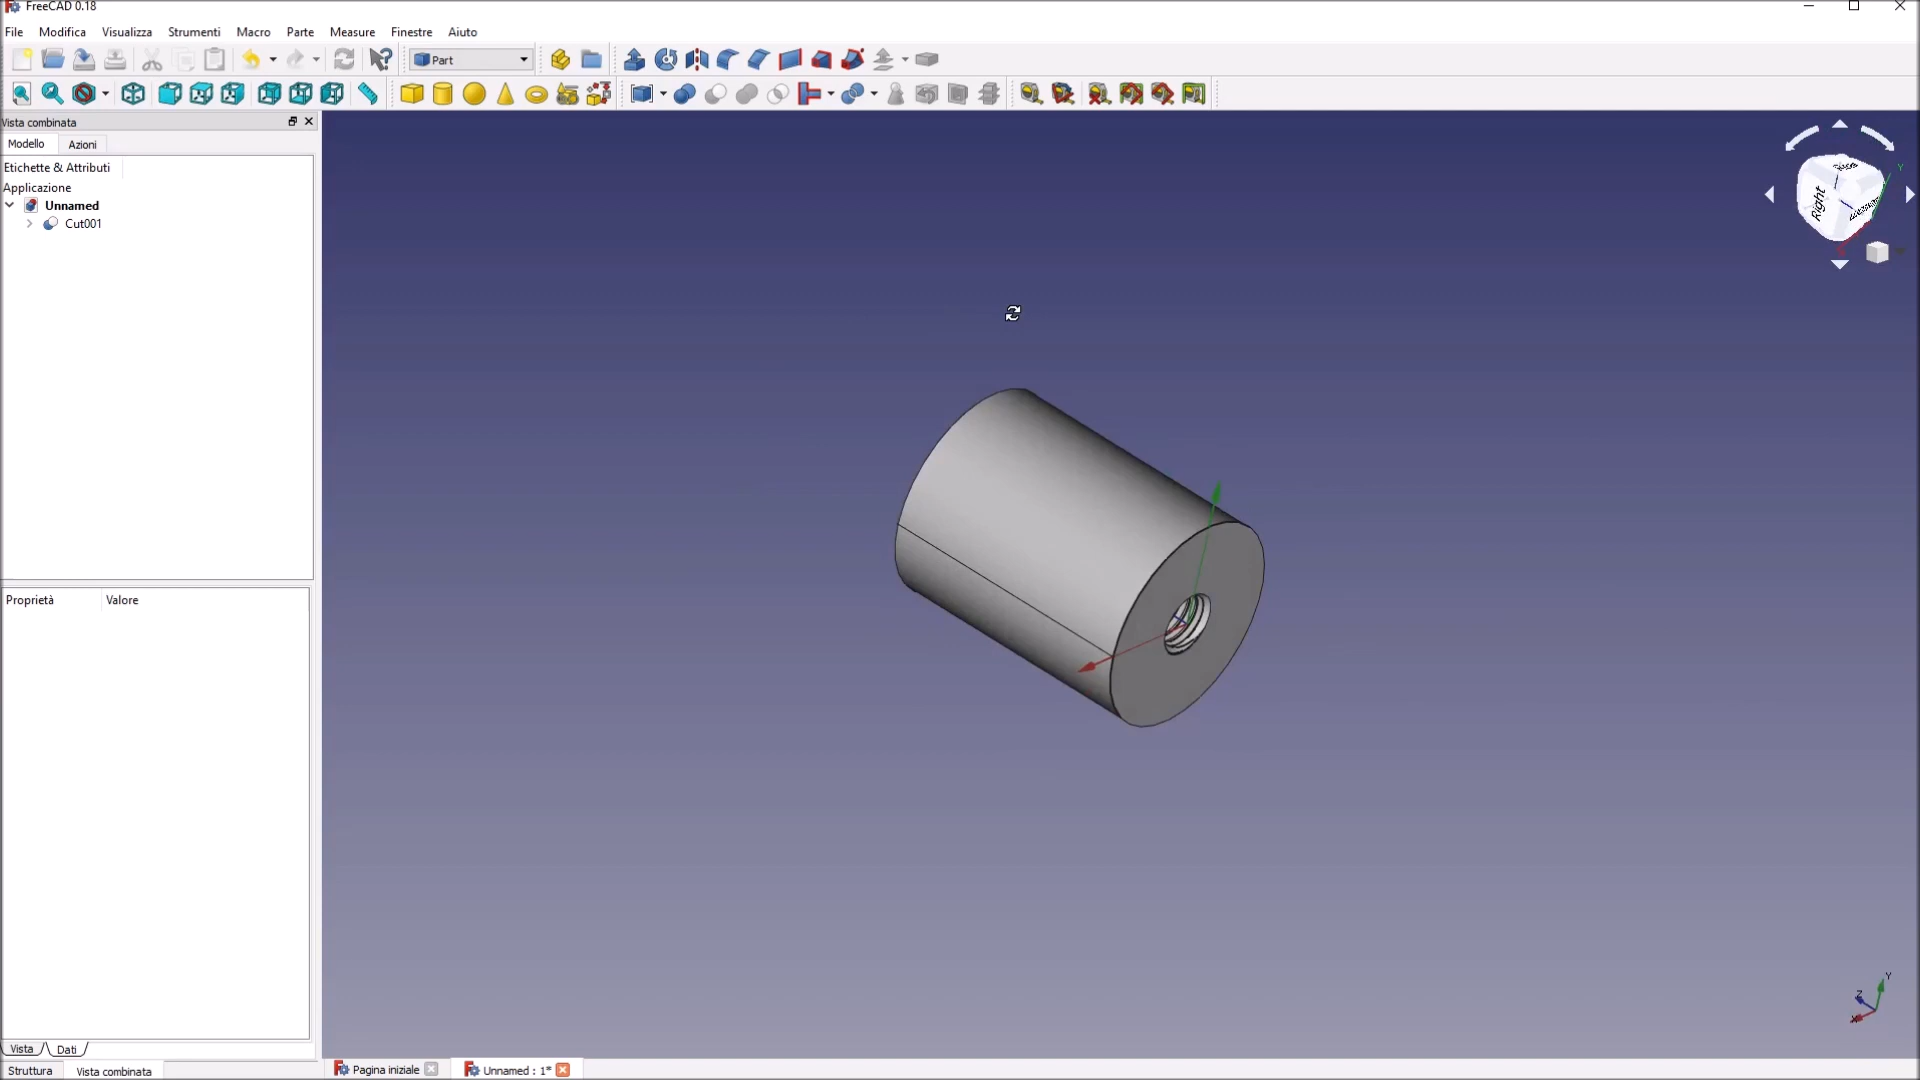 FreeCAD 0.18
File Modifica Visualizza Strumenti Macro Parte Measure Finestre Aiuto
Part
Vista combinata
Modello Azioni
Etichette & Attributi
Applicazione
Unnamed
Cut001
Right
Y
Proprietà Valore
Y
Z
X
Vista Dati
Struttura Vista combinata
Pagina iniziale Unnamed : 1*